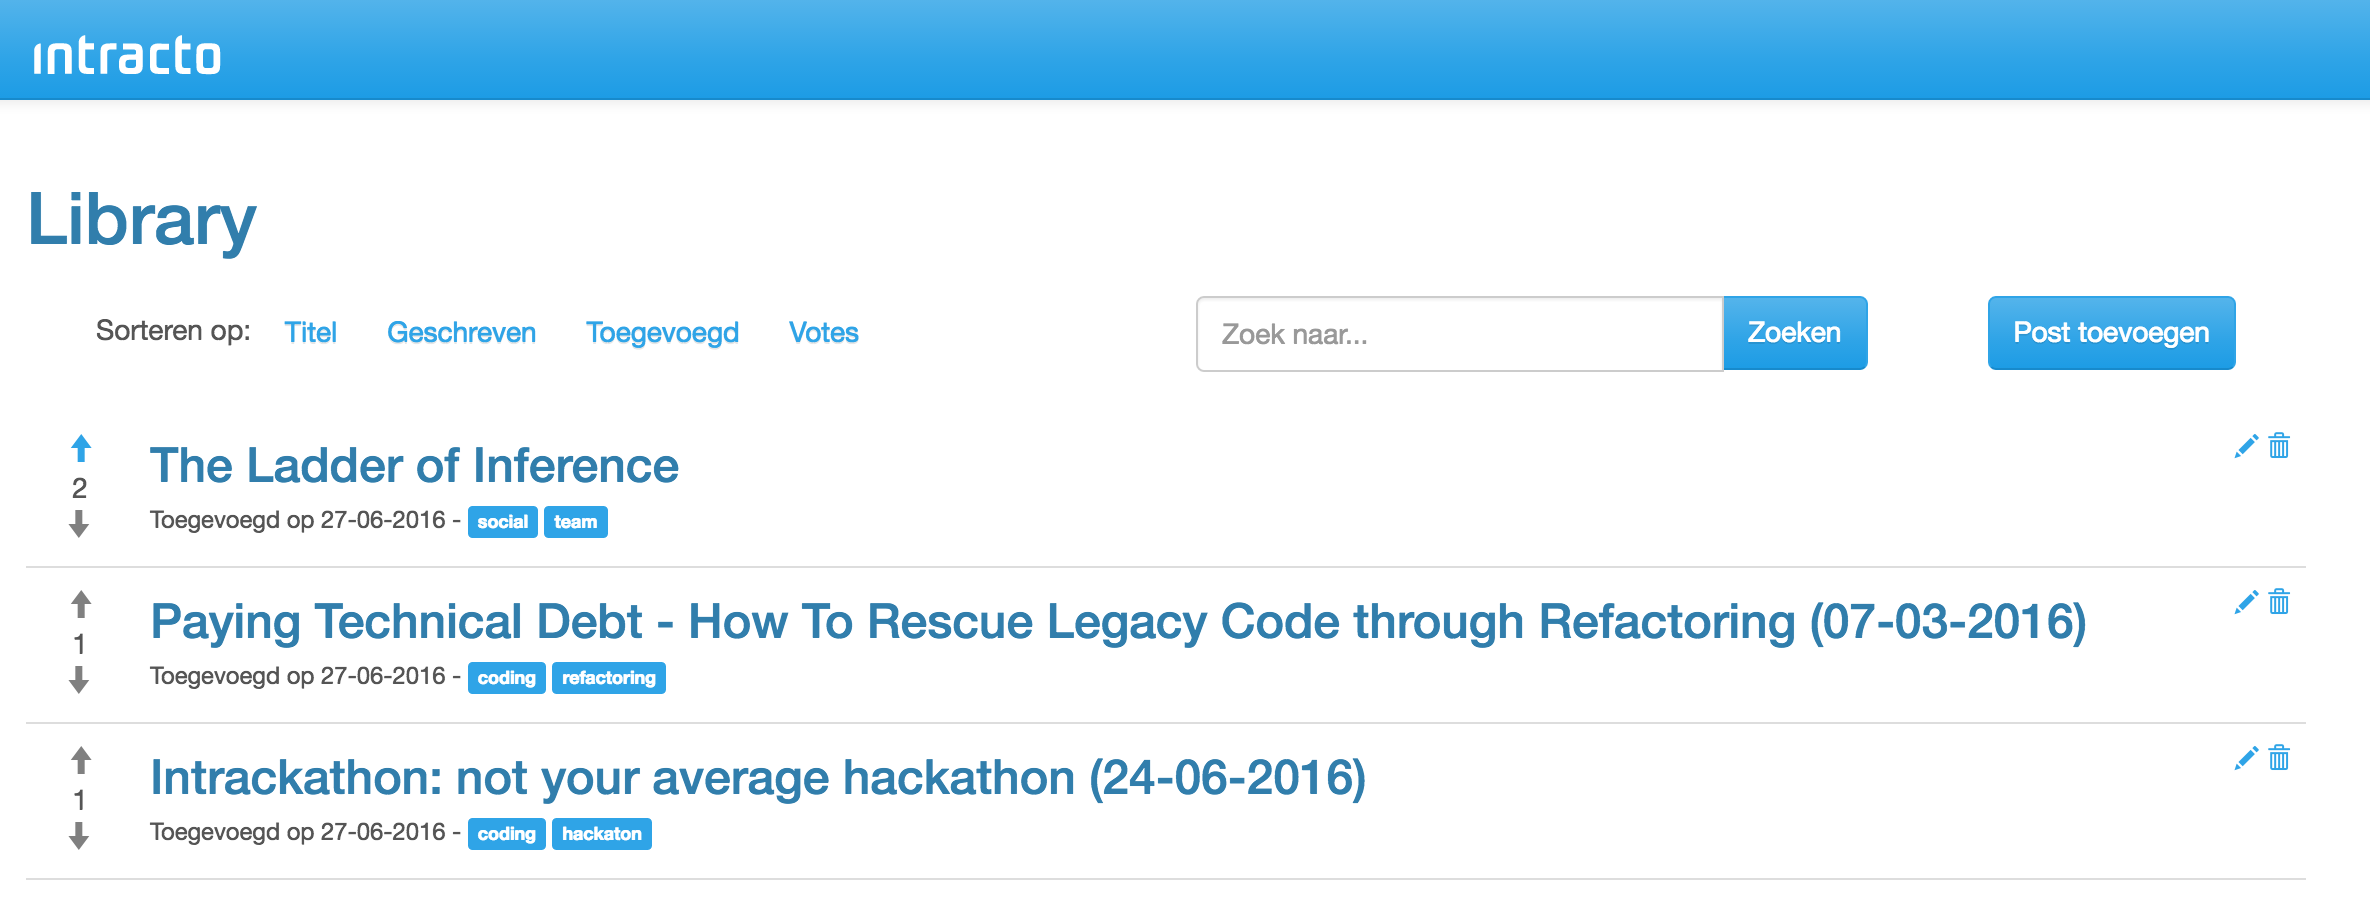 intracto
Library
Sorteren op: Titel Geschreven Toegevoegd Votes Zoek naar... Zoeken Post toevoegen
The Ladder of Inference
2
Toegevoegd op 27-06-2016 - social team
Paying Technical Debt - How To Rescue Legacy Code through Refactoring (07-03-2016)
1
Toegevoegd op 27-06-2016 - coding refactoring
Intrackathon: not your average hackathon (24-06-2016)
1
Toegevoegd op 27-06-2016 - coding hackaton